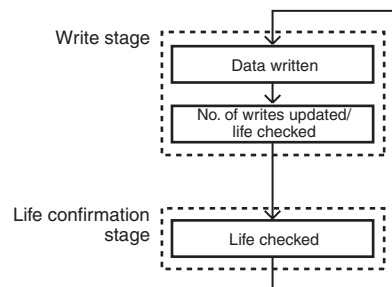 Write stage
Data written
No. of writes updated/
life checked
Life confirmation
stage
Life checked